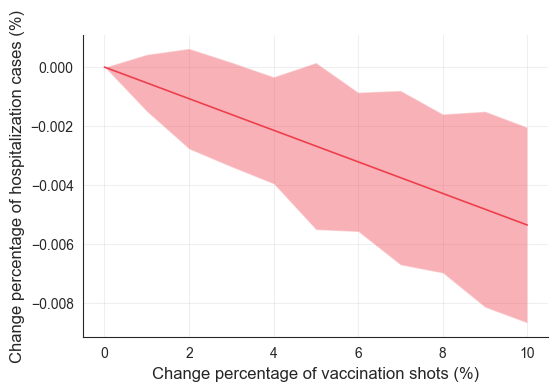 Change percentage of hospitalization cases (%)
0.000
−0.002
−0.004
−0.006
−0.008
0 2 4 6 8 10
Change percentage of vaccination shots (%)